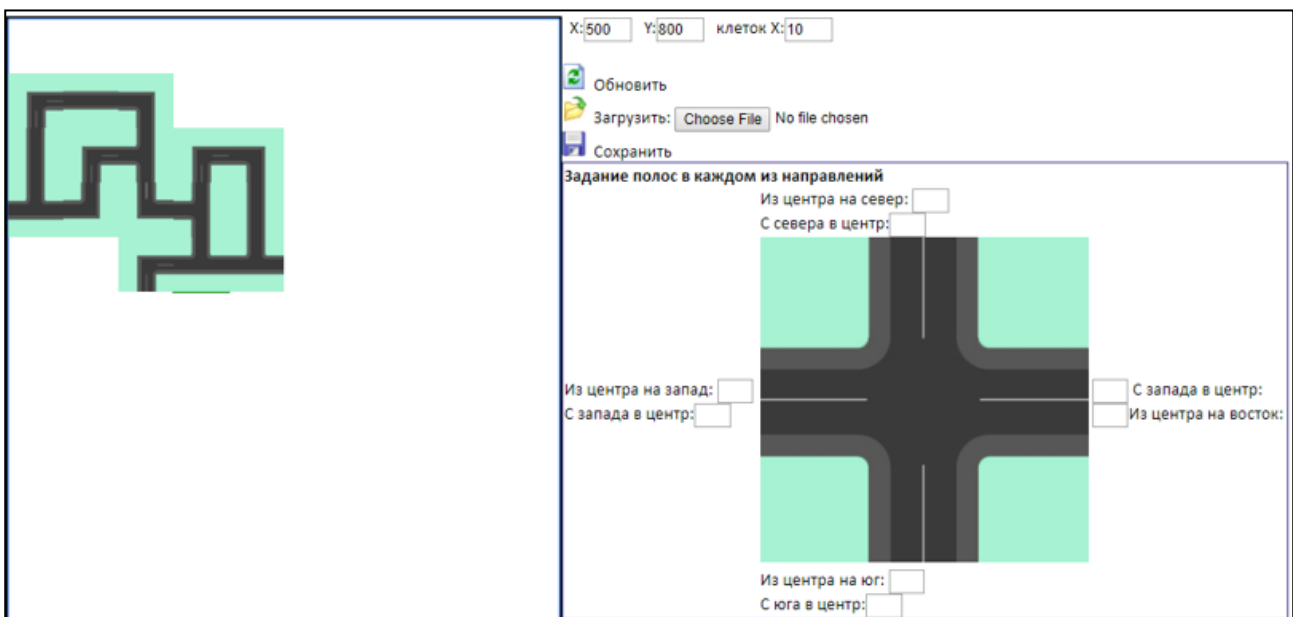 X: 500 Y: 800 клеток X: 10
Обновить
Загрузить: Choose File No file chosen
Сохранить
Задание полос в каждом из направлений
Из центра на север:
С севера в центр:
Из центра на запад:
С запада в центр:
С запада в центр:
Из центра на восток:
Из центра на юг:
С юга в центр: